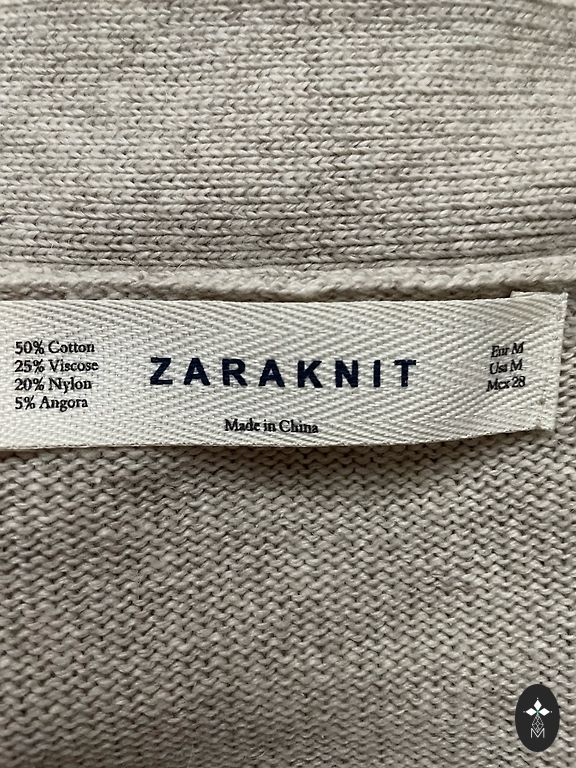 50% Cotton
25% Viscose
20% Nylon
5% Angora
ZARAKNIT
Made in China
Eur M
Usa M
Mex 28
M